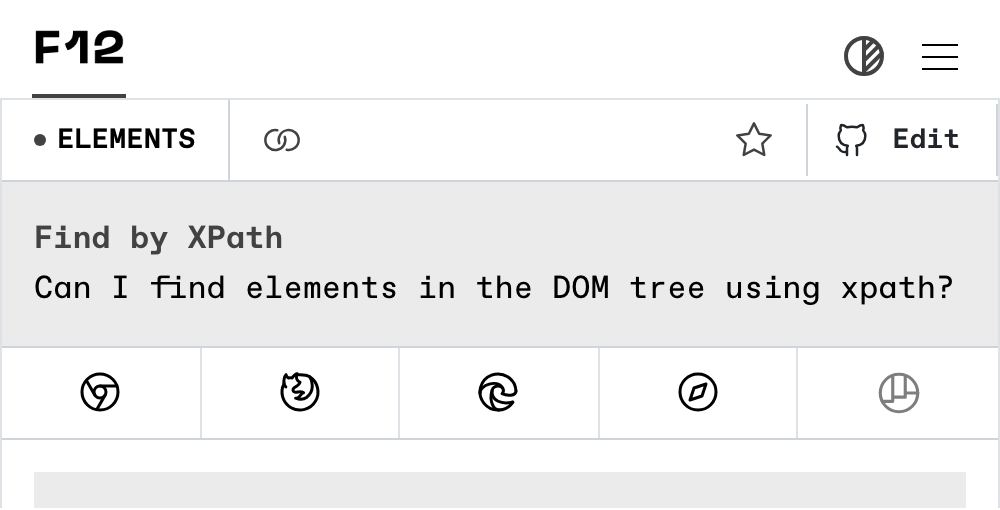 F12
ELEMENTS
Edit
Find by XPath
Can I find elements in the DOM tree using xpath?